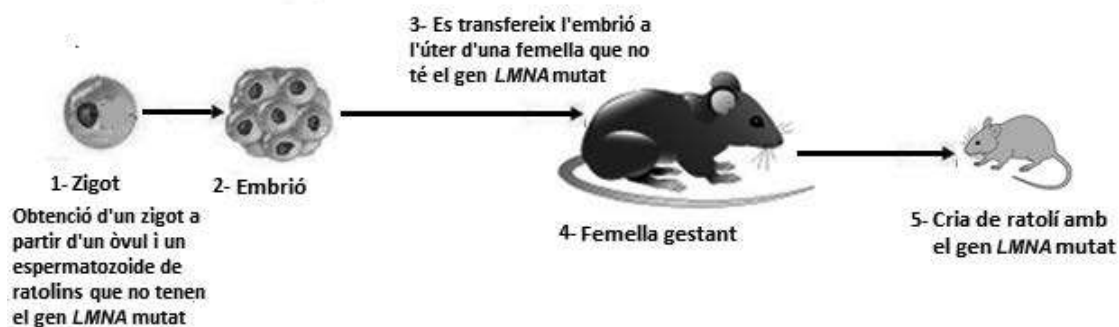 3- Es transfereix l'embrió a
l'úter d'una femella que no
té el gen LMNA mutat
1- Zigot
2- Embrió
Obtenció d'un zigot a
partir d'un òvul i un
espermatozoide de
ratolins que no tenen
el gen LMNA mutat
4- Femella gestant
5- Cria de ratolí amb
el gen LMNA mutat